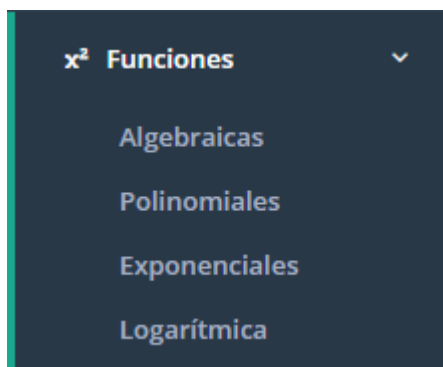 x² Funciones
Algebraicas
Polinomiales
Exponenciales
Logarítmica